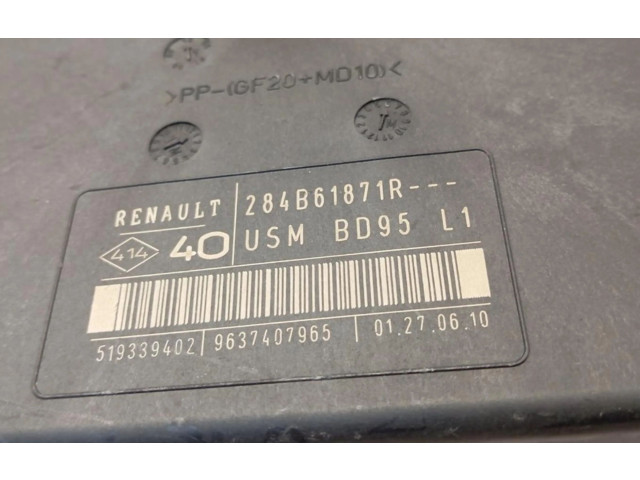 >PP-(GF20+MD10)<
RENAULT 284B61871R---
414 40 USM BD95 L1
519339402 9637407965 01.27.06.10